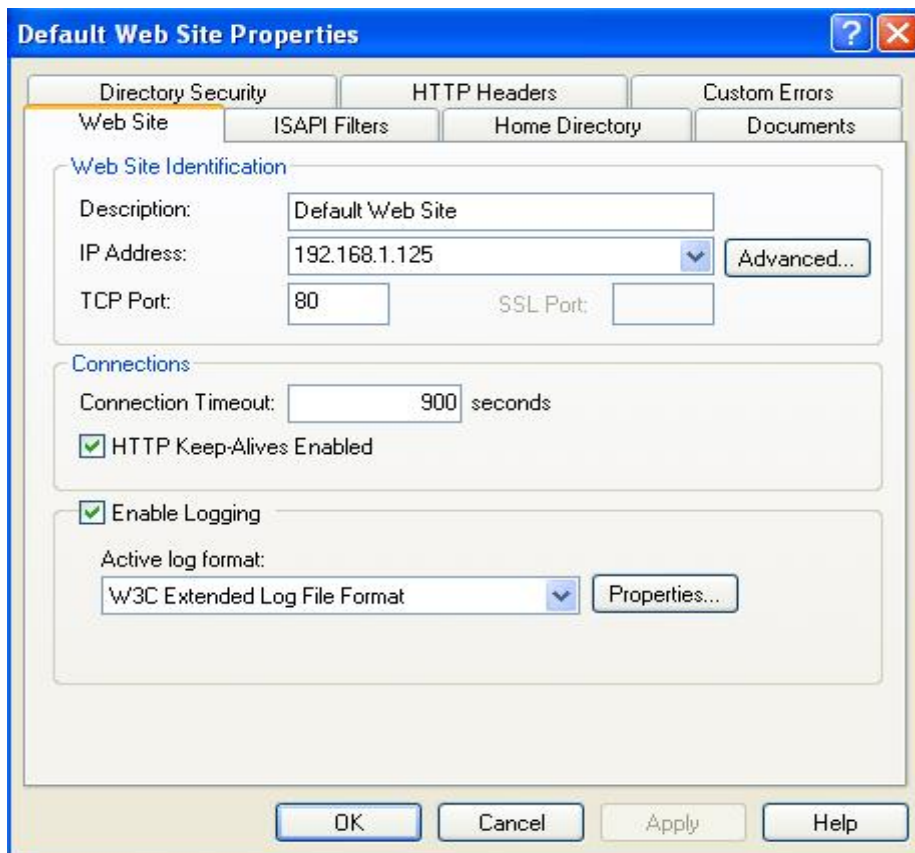 Default Web Site Properties
Directory Security HTTP Headers Custom Errors
Web Site ISAPI Filters Home Directory Documents
Web Site Identification
Description: Default Web Site
IP Address: 192.168.1.125 Advanced...
TCP Port: 80 SSL Port:
Connections
Connection Timeout: 900 seconds
HTTP Keep-Alives Enabled
Enable Logging
Active log format:
W3C Extended Log File Format Properties...
OK Cancel Apply Help